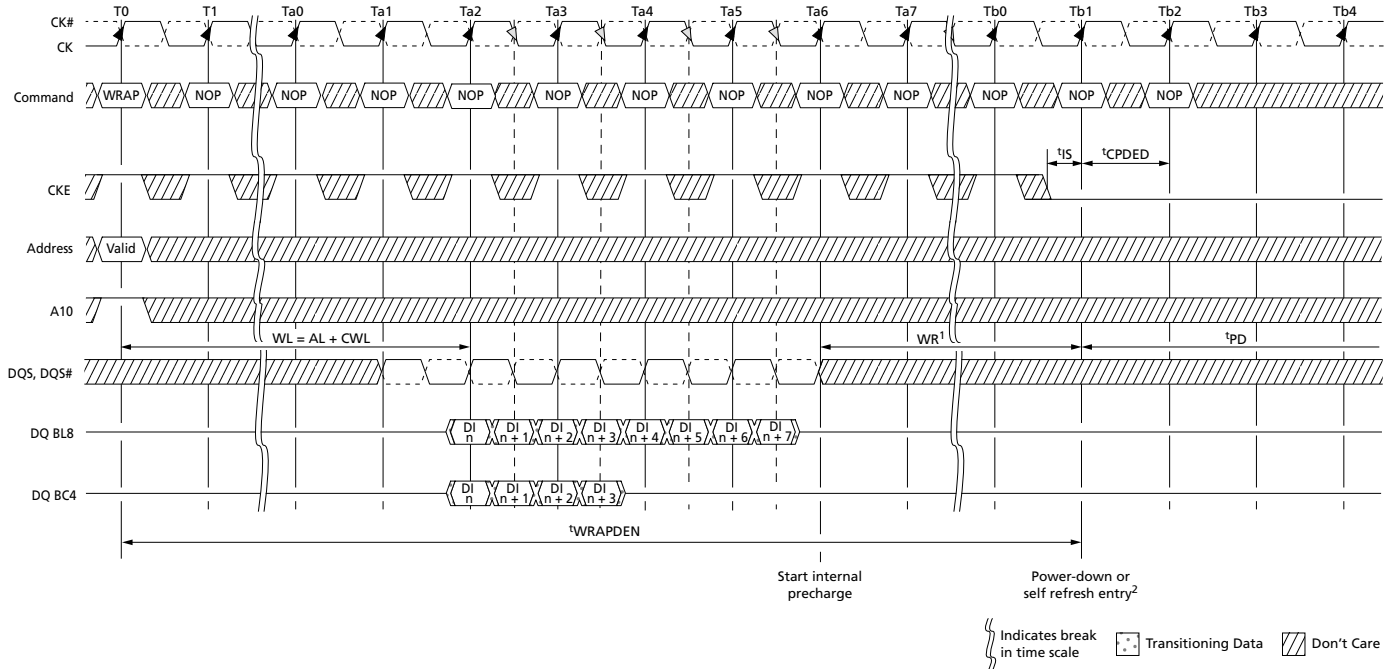 T0 T1 Ta0 Ta1 Ta2 Ta3 Ta4 Ta5 Ta6 Ta7 Tb0 Tb1 Tb2 Tb3 Tb4
CK#
CK
Command WRAP NOP NOP NOP NOP NOP NOP NOP NOP NOP NOP NOP NOP
tIS tCPDED
CKE
Address Valid
A10
WL = AL + CWL WR1 tPD
DQS, DQS#
DQ BL8 DI n DI n + 1 DI n + 2 DI n + 3 DI n + 4 DI n + 5 DI n + 6 DI n + 7
DQ BC4 DI n DI n + 1 DI n + 2 DI n + 3
tWRAPDEN
Start internal
precharge
Power-down or
self refresh entry2
Indicates break
in time scale
Transitioning Data
Don't Care